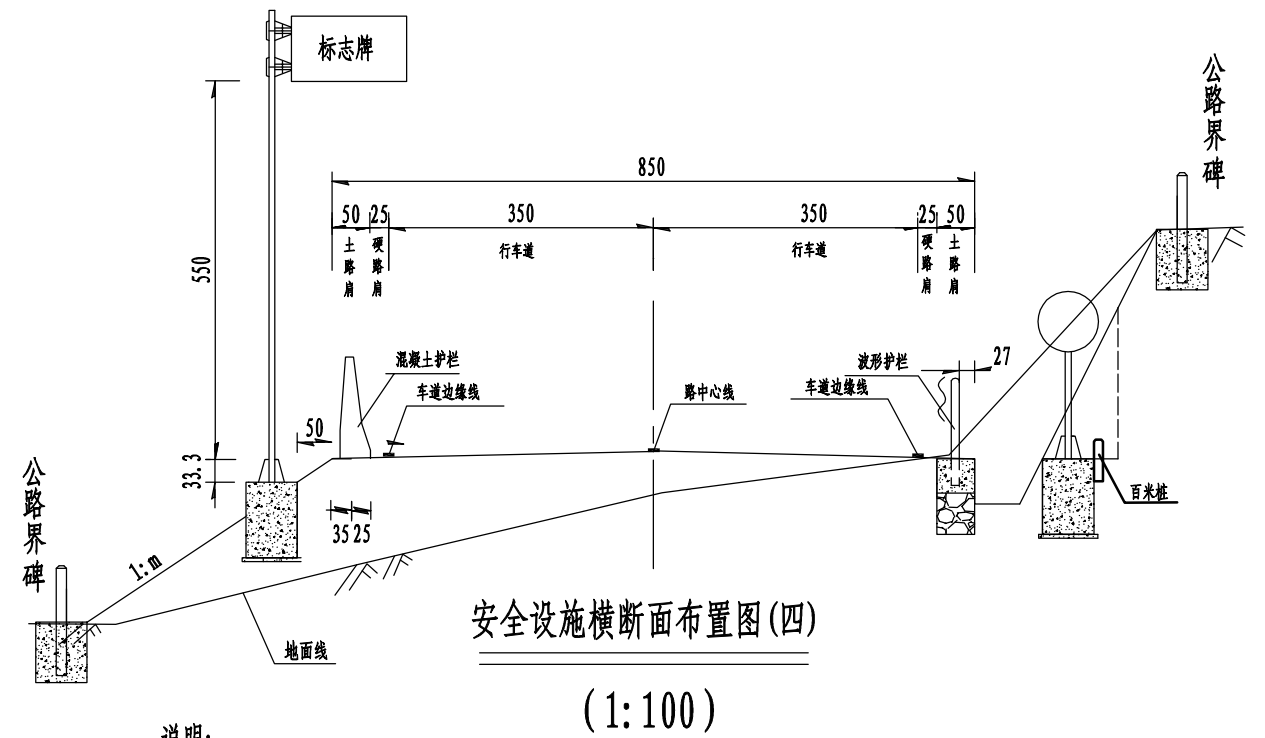 标志牌
公路界碑
850
50 25 350 350 25 50
土路肩 硬路肩 行车道 行车道 硬路肩 土路肩
550
混凝土护栏
波形护栏
27
车道边缘线
路中心线
车道边缘线
50
33.3
公路界碑
百米桩
35 25
1:m
地面线
安全设施横断面布置图(四)
(1:100)
说明: